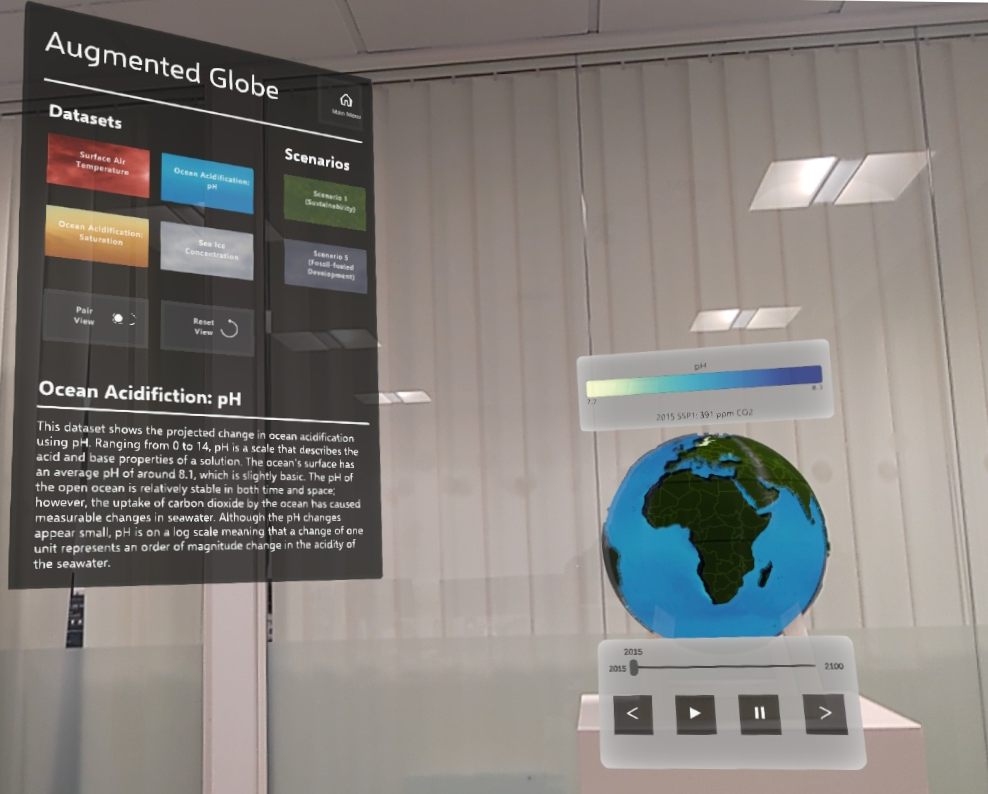 Augmented Globe
Main Menu
Datasets
Scenarios
Surface Air
Temperature
Ocean Acidification:
pH
Scenario 1
(Sustainability)
Ocean Acidification:
Saturation
Sea Ice
Concentration
Scenario 5
(Fossil-fueled
Development)
Pair
View
Reset
View
Ocean Acidifiction: pH
This dataset shows the projected change in ocean acidification
using pH. Ranging from 0 to 14, pH is a scale that describes the
acid and base properties of a solution. The ocean's surface has
an average pH of around 8.1, which is slightly basic. The pH of
the open ocean is relatively stable in both time and space;
however, the uptake of carbon dioxide by the ocean has caused
measurable changes in seawater. Although the pH changes
appear small, pH is on a log scale meaning that a change of one
unit represents an order of magnitude change in the acidity of
the seawater.
pH
7.7
8.3
2015 SSP1: 391 ppm CO2
2015
2015
2100